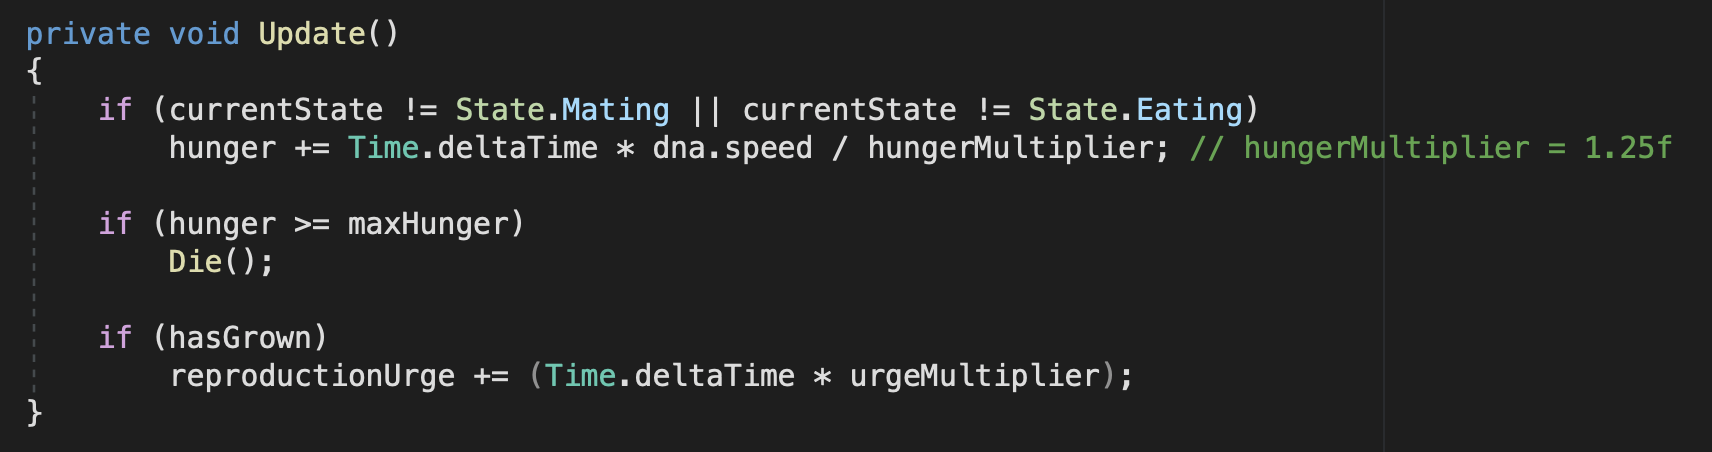 private void Update()
{
if (currentState != State.Mating || currentState != State.Eating)
hunger += Time.deltaTime * dna.speed / hungerMultiplier; // hungerMultiplier = 1.25f
if (hunger >= maxHunger)
Die();
if (hasGrown)
reproductionUrge += (Time.deltaTime * urgeMultiplier);
}